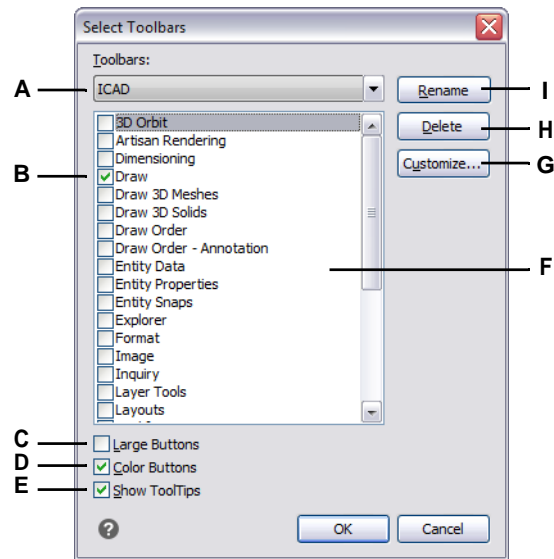 Select Toolbars
Toolbars:
A
ICAD
Rename
I
3D Orbit
Delete
H
Artisan Rendering
Dimensioning
Customize...
G
B
Draw
Draw 3D Meshes
Draw 3D Solids
Draw Order
Draw Order - Annotation
Entity Data
F
Entity Properties
Entity Snaps
Explorer
Format
Image
Inquiry
Layer Tools
Layouts
C
Large Buttons
D
Color Buttons
E
Show ToolTips
?
OK
Cancel